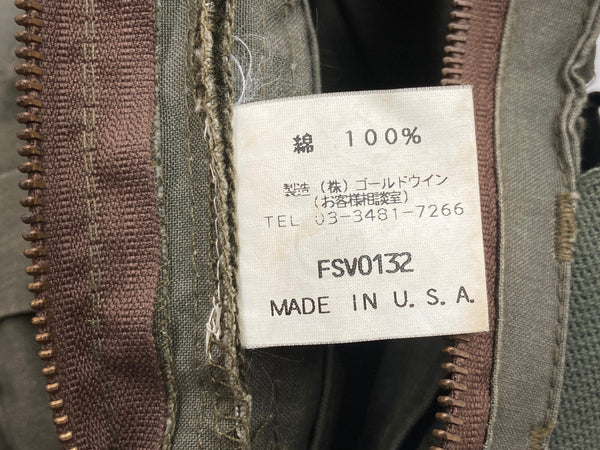 綿 100%
製造 (株) ゴールドウイン
(お客様相談室)
TEL 03-3481-7266
FSV0132
MADE IN U.S.A.